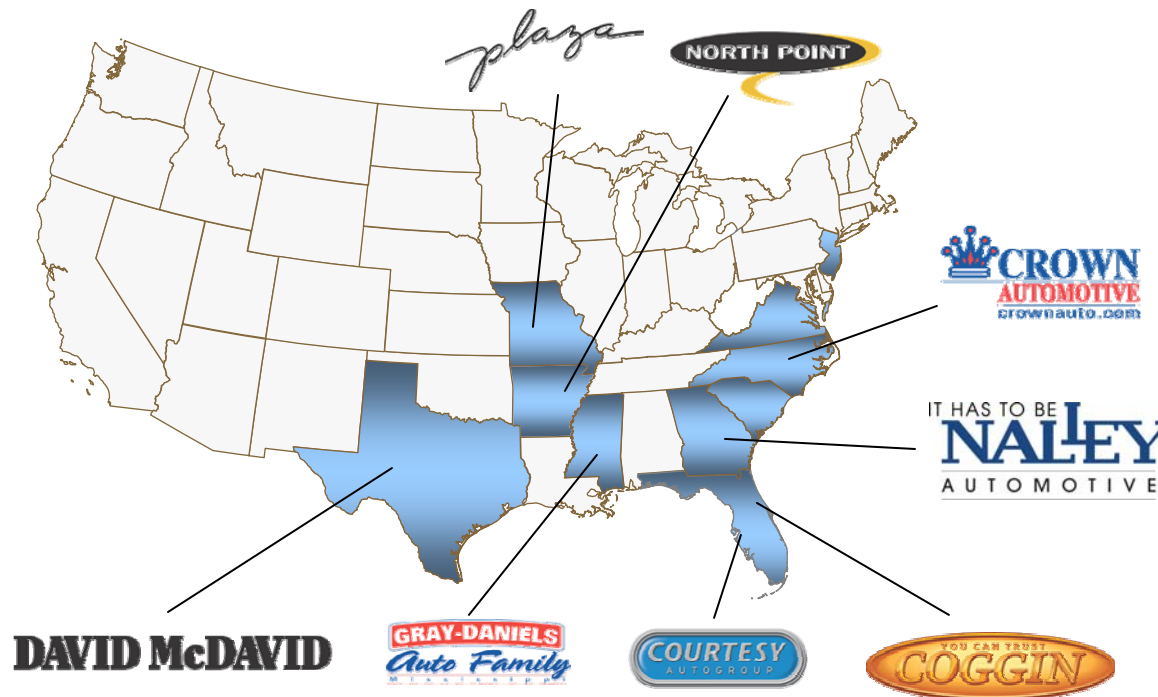 plaza
NORTH POINT
CROWN
AUTOMOTIVE
crownauto.com
IT HAS TO BE
NALLEY
AUTOMOTIVE
DAVID McDAVID
GRAY-DANIELS
Auto Family
Mississippi
COURTESY
AUTOGROUP
YOU CAN TRUST
COGGIN